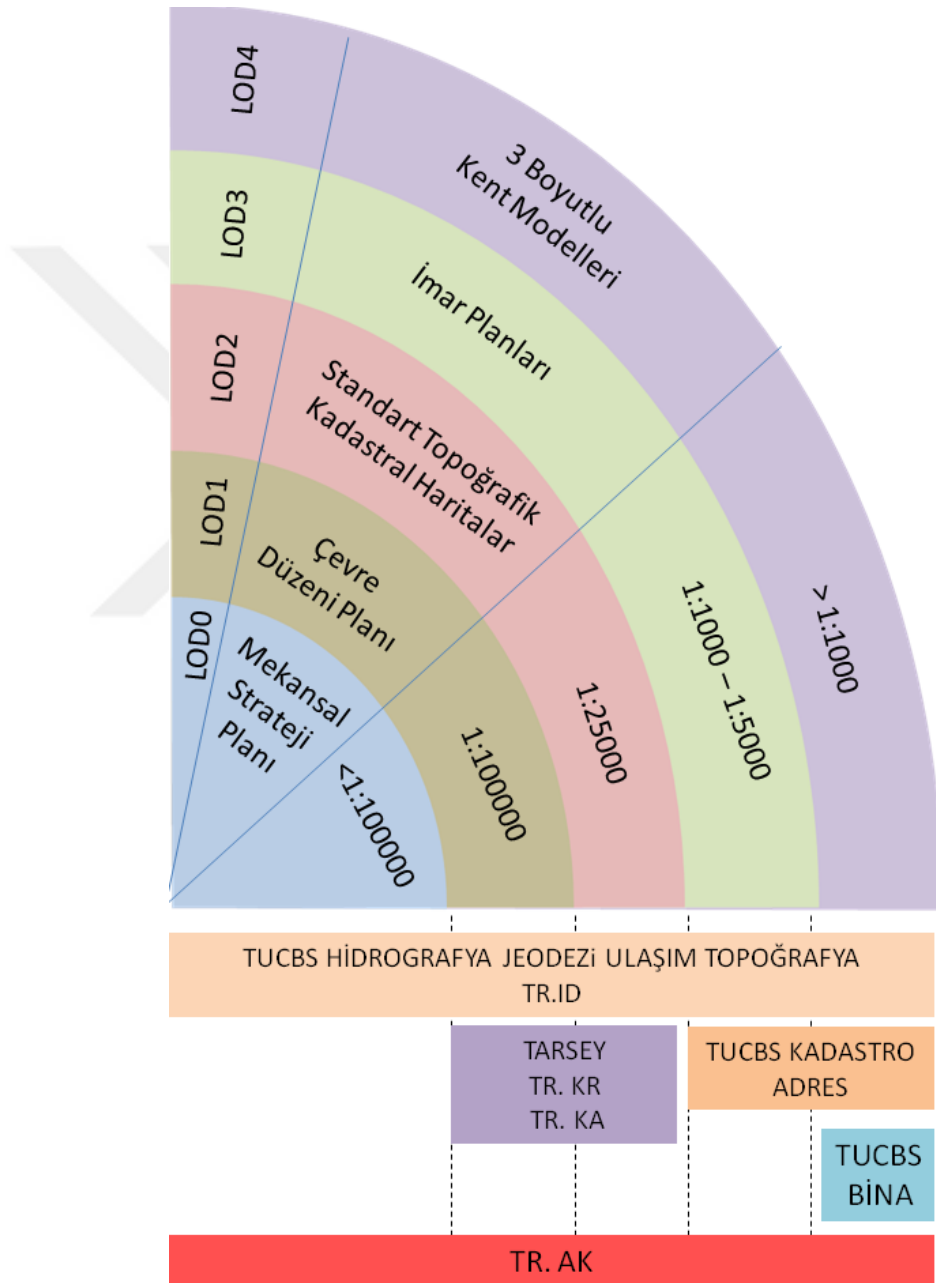 LOD4
3 Boyutlu
Kent Modelleri
LOD3
İmar Planları
LOD2
Standart Topoğrafik
Kadastral Haritalar
LOD1
Çevre
Düzeni Planı
LOD0
Mekansal
Strateji
Planı
<1:100000
1:100000
1:25000
1:1000 – 1:5000
> 1:1000
TUCBS HİDROGRAFYA JEODEZi ULAŞIM TOPOĞRAFYA
TR.ID
TARSEY
TR. KR
TR. KA
TUCBS KADASTRO
ADRES
TUCBS
BİNA
TR. AK